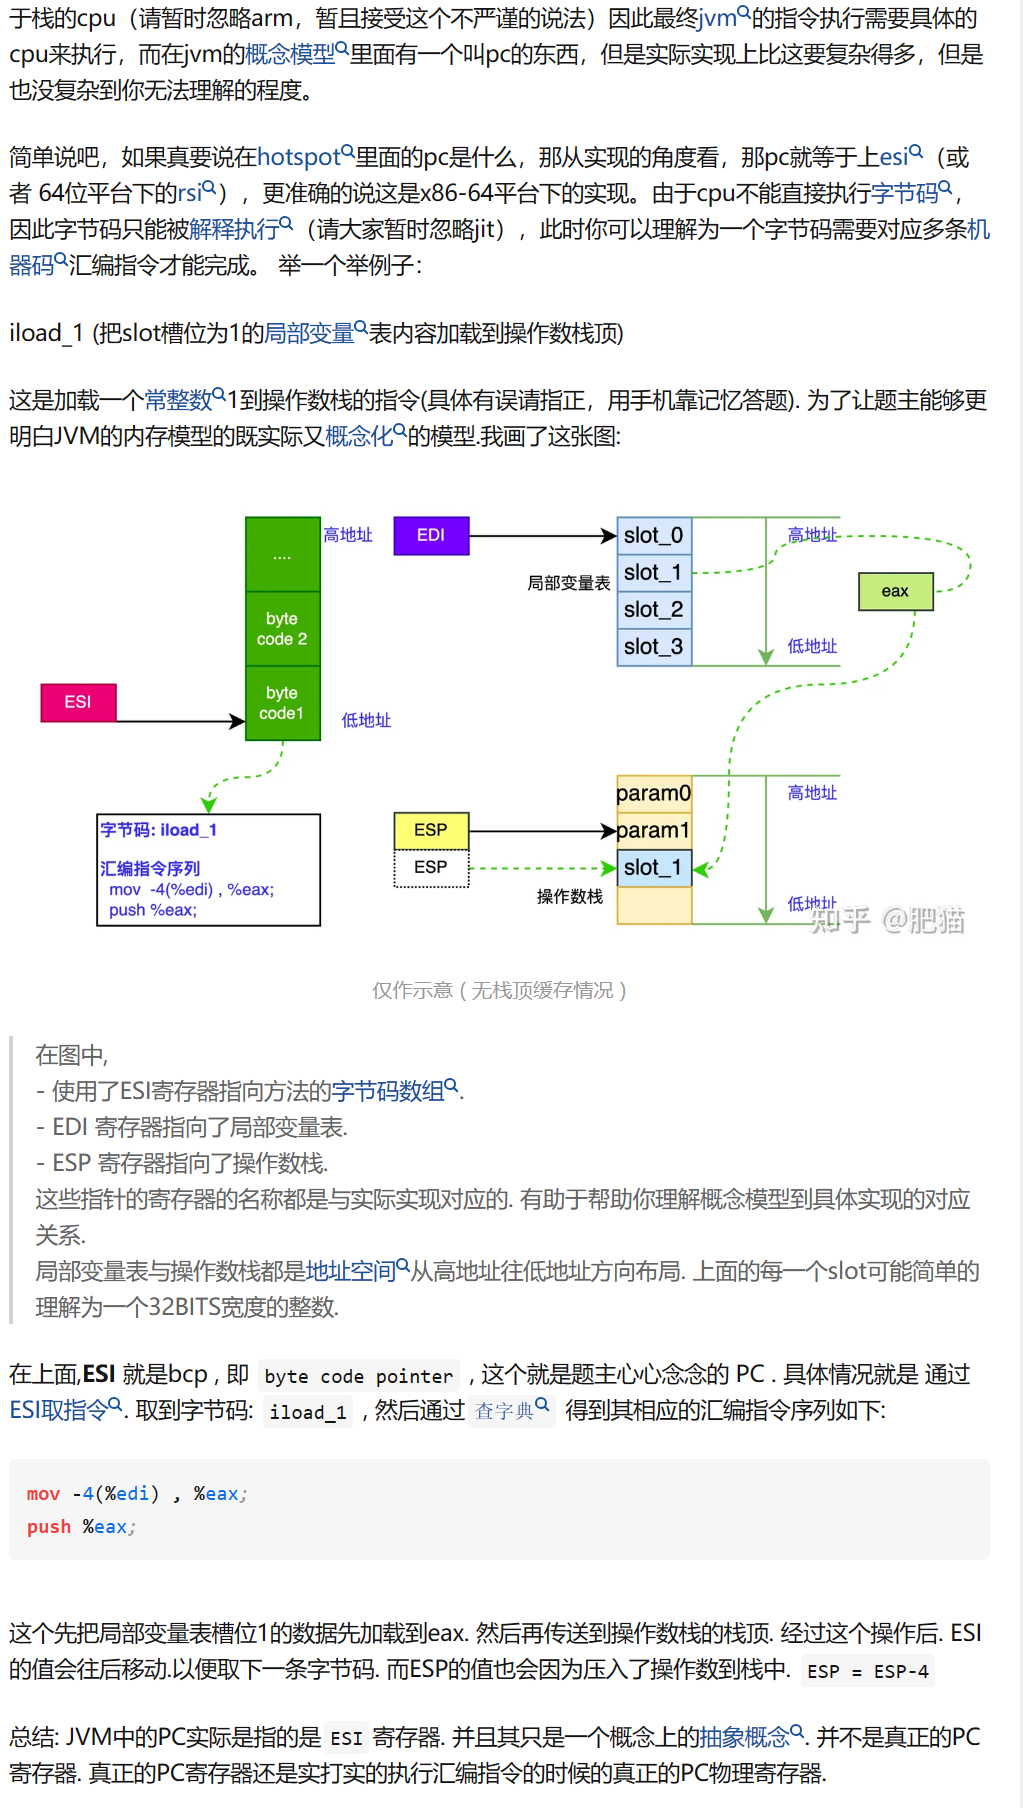 于栈的cpu（请暂时忽略arm，暂且接受这个不严谨的说法）因此最终jvm的指令执行需要具体的
cpu来执行，而在jvm的概念模型里面有一个叫pc的东西，但是实际实现上比这要复杂得多，但是
也没复杂到你无法理解的程度。
简单说吧，如果真要说在hotspot里面的pc是什么，那从实现的角度看，那pc就等于上esi（或
者 64位平台下的rsi），更准确的说这是x86-64平台下的实现。由于cpu不能直接执行字节码，
因此字节码只能被解释执行（请大家暂时忽略jit），此时你可以理解为一个字节码需要对应多条机
器码汇编指令才能完成。 举一个举例子：
iload_1 (把slot槽位为1的局部变量表内容加载到操作数栈顶)
这是加载一个常整数1到操作数栈的指令(具体有误请指正，用手机靠记忆答题). 为了让题主能够更
明白JVM的内存模型的既实际又概念化的模型.我画了这张图:
....
高地址
byte
code 2
byte
code1
低地址
ESI
字节码: iload_1
汇编指令序列
mov -4(%edi) , %eax;
push %eax;
EDI
局部变量表
slot_0
slot_1
slot_2
slot_3
高地址
低地址
eax
ESP
ESP
操作数栈
param0
param1
slot_1
高地址
低地址
知乎 @肥猫
仅作示意 ( 无栈顶缓存情况 )
在图中,
- 使用了ESI寄存器指向方法的字节码数组.
- EDI 寄存器指向了局部变量表.
- ESP 寄存器指向了操作数栈.
这些指针的寄存器的名称都是与实际实现对应的. 有助于帮助你理解概念模型到具体实现的对应
关系.
局部变量表与操作数栈都是地址空间从高地址往低地址方向布局. 上面的每一个slot可能简单的
理解为一个32BITS宽度的整数.
在上面,ESI 就是bcp , 即 byte code pointer , 这个就是题主心心念念的 PC . 具体情况就是 通过
ESI取指令. 取到字节码: iload_1 , 然后通过 查字典 得到其相应的汇编指令序列如下:
mov -4(%edi) , %eax;
push %eax;
这个先把局部变量表槽位1的数据先加载到eax. 然后再传送到操作数栈的栈顶. 经过这个操作后. ESI
的值会往后移动.以便取下一条字节码. 而ESP的值也会因为压入了操作数到栈中. ESP = ESP-4
总结: JVM中的PC实际是指的是 ESI 寄存器. 并且其只是一个概念上的抽象概念. 并不是真正的PC
寄存器. 真正的PC寄存器还是实打实的执行汇编指令的时候的真正的PC物理寄存器.